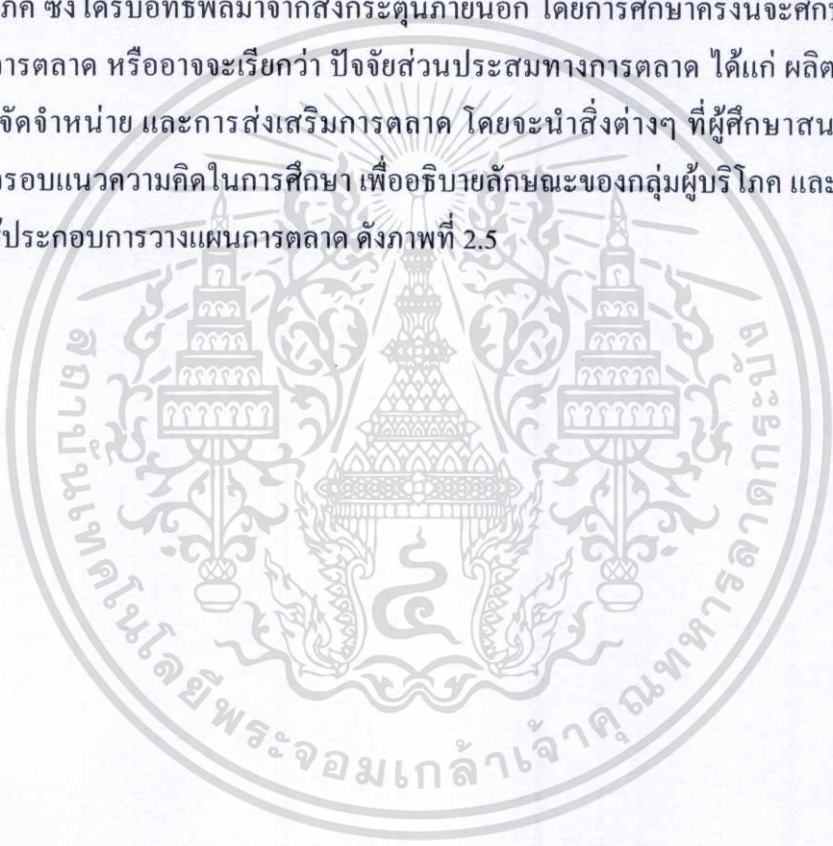 ภค ซึ่งได้รับอิทธิพลมาจากสิ่งกระตุ้นภายนอก โดยการศึกษาครั้งนี้จะศึก
ารตลาด หรืออาจจะเรียกว่า ปัจจัยส่วนประสมทางการตลาด ได้แก่ ผลิต
จัดจำหน่าย และการส่งเสริมการตลาด โดยจะนำสิ่งต่างๆ ที่ผู้ศึกษาสน
รอบแนวความคิดในการศึกษา เพื่ออธิบายลักษณะของกลุ่มผู้บริโภค และ
ประกอบการวางแผนการตลาด ดังภาพที่ 2.5
สถาบันเทคโนโลยีพระจอมเกล้าเจ้าคุณทหารลาดกระบัง